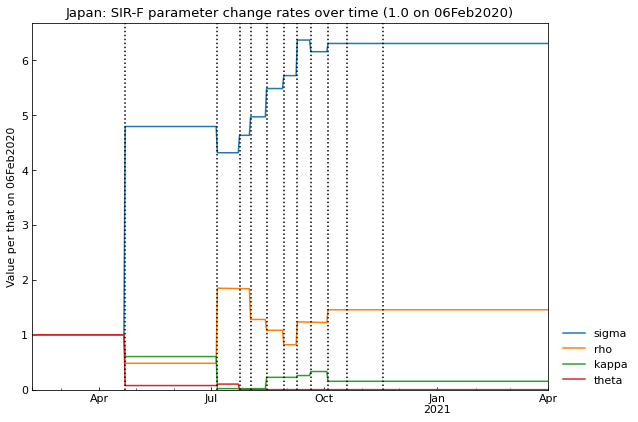 Japan: SIR-F parameter change rates over time (1.0 on 06Feb2020)
Value per that on 06Feb2020
6
5
4
3
2
1
0
Apr Jul Oct Jan Apr
2021
sigma
rho
kappa
theta